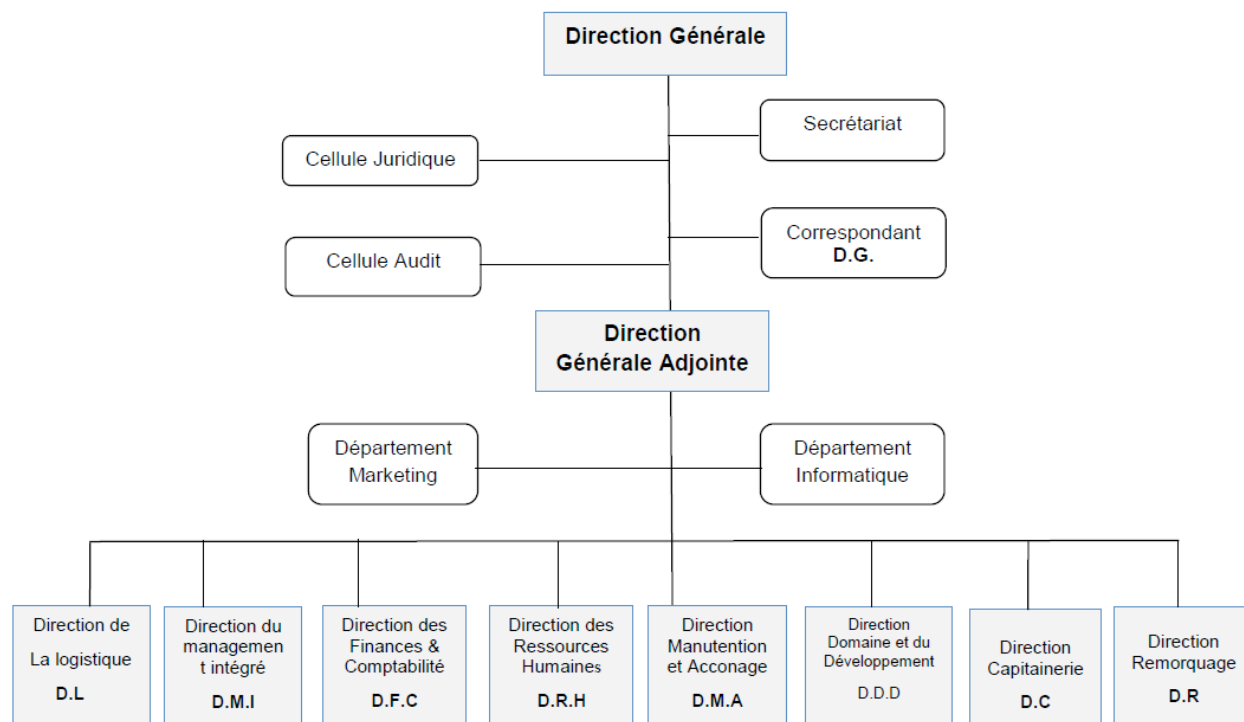 Direction Générale
Secrétariat
Cellule Juridique
Correspondant
D.G.
Cellule Audit
Direction
Générale Adjointe
Département
Marketing
Département
Informatique
Direction de
La logistique
D.L
Direction du
managemen
t intégré
D.M.I
Direction des
Finances &
Comptabilité
D.F.C
Direction des
Ressources
Humaines
D.R.H
Direction
Manutention
et Acconage
D.M.A
Direction
Domaine et du
Développement
D.D.D
Direction
Capitainerie
D.C
Direction
Remorquage
D.R